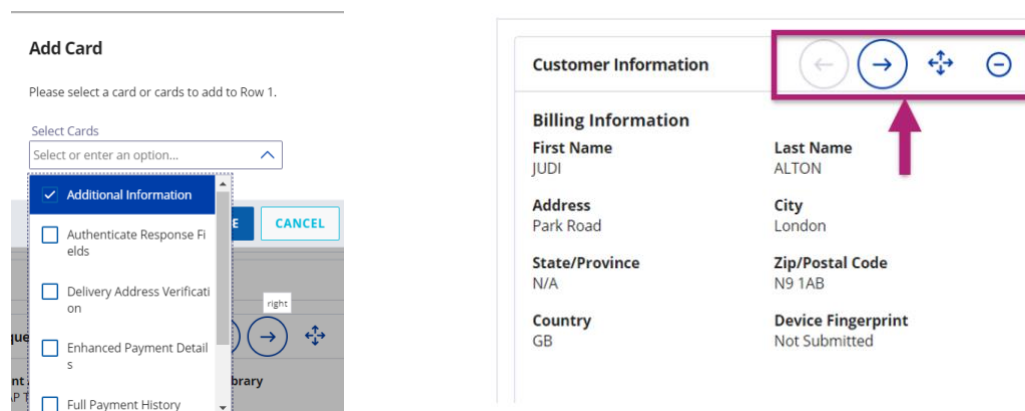 Add Card
Please select a card or cards to add to Row 1.
Select Cards
Select or enter an option...
Additional Information
Authenticate Response Fi
elds
E
CANCEL
Delivery Address Verificati
on
right
Enhanced Payment Detail
s
brary
Full Payment History
Customer Information
Billing Information
First Name
Last Name
JUDI
ALTON
Address
City
Park Road
London
State/Province
Zip/Postal Code
N/A
N9 1AB
Country
Device Fingerprint
GB
Not Submitted